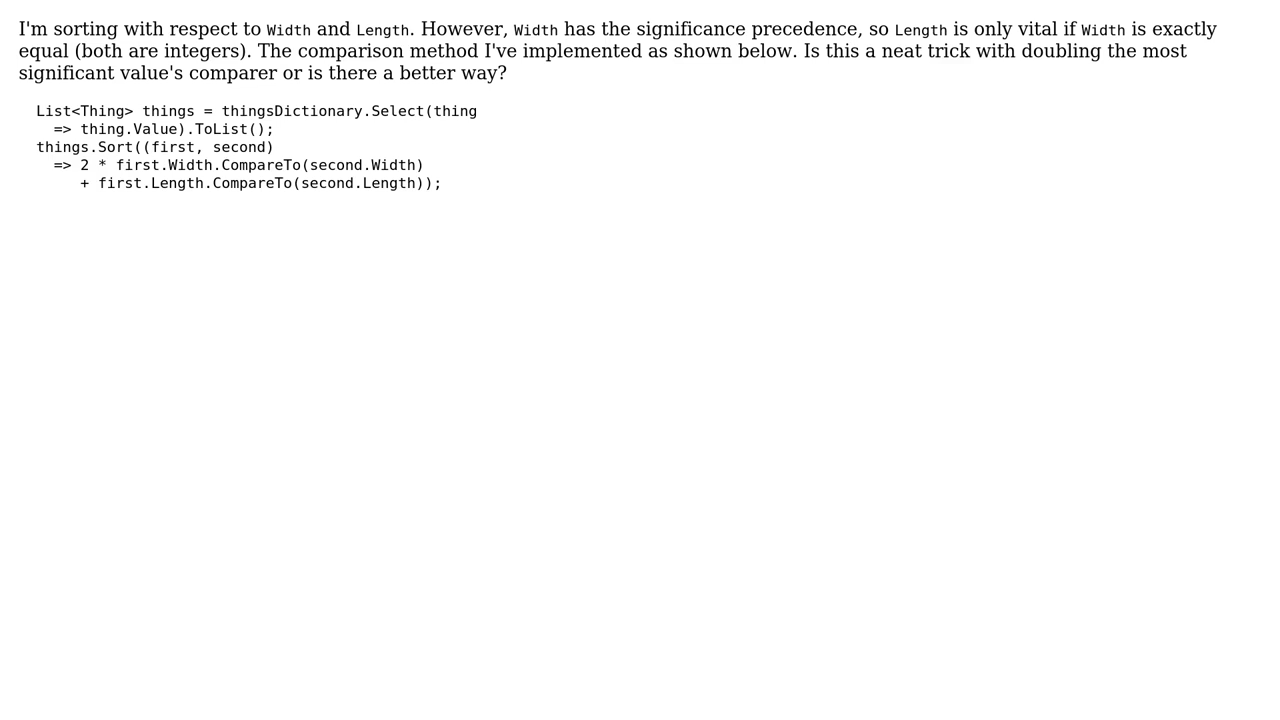 I'm sorting with respect to Width and Length. However, Width has the significance precedence, so Length is only vital if Width is exactly
equal (both are integers). The comparison method I've implemented as shown below. Is this a neat trick with doubling the most
significant value's comparer or is there a better way?
List<Thing> things = thingsDictionary.Select(thing
  => thing.Value).ToList();
things.Sort((first, second)
  => 2 * first.Width.CompareTo(second.Width)
     + first.Length.CompareTo(second.Length));